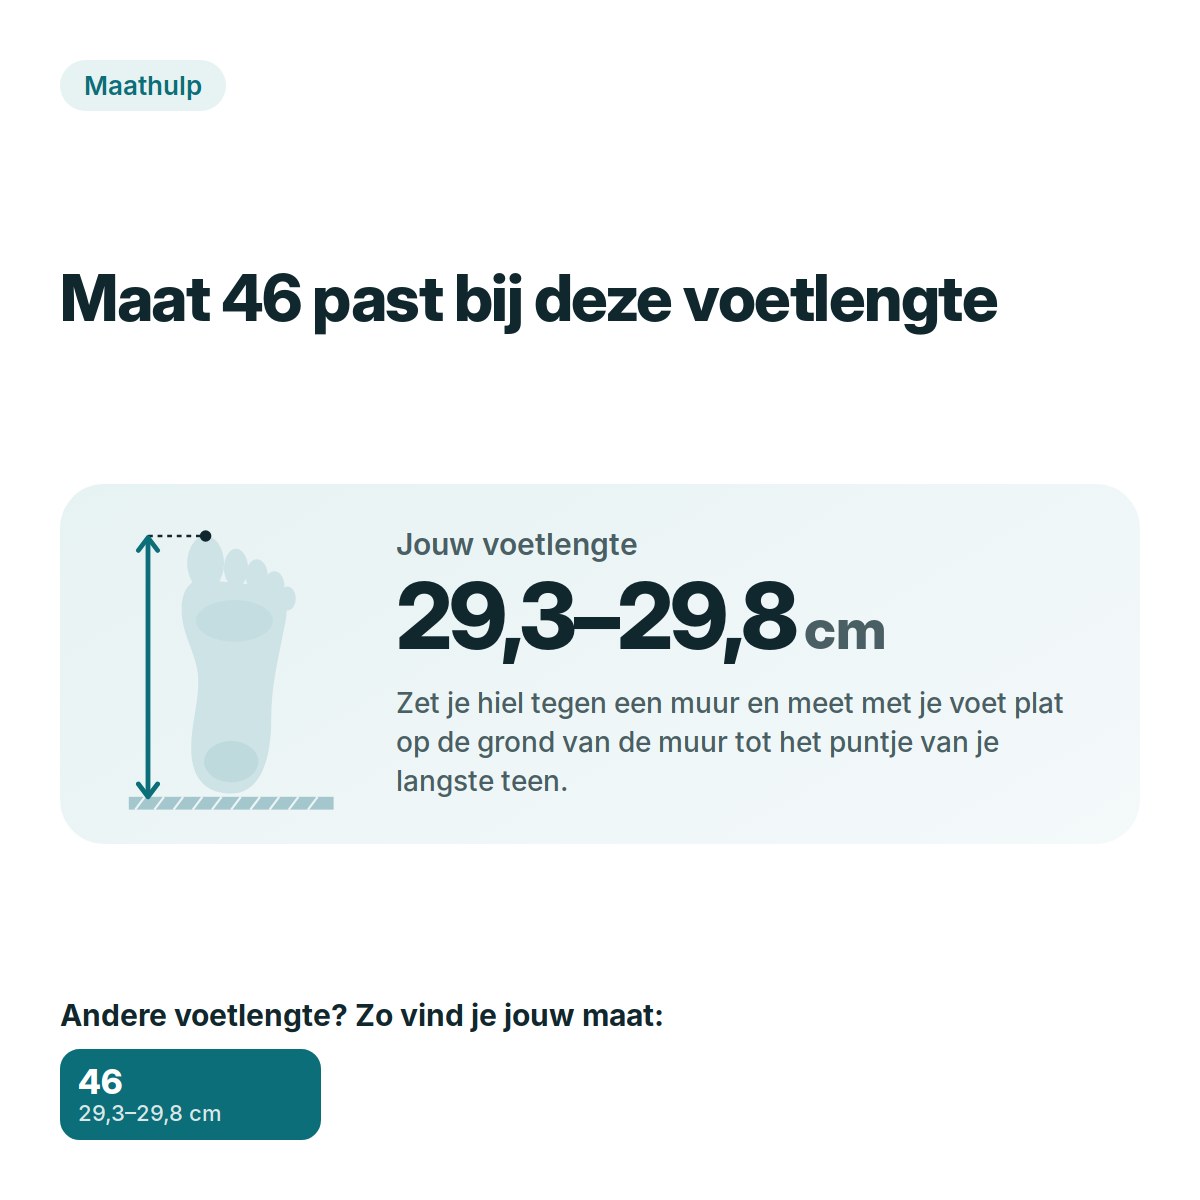 Maathulp
Maat 46 past bij deze voetlengte
Jouw voetlengte
29,3–29,8 cm
Zet je hiel tegen een muur en meet met je voet plat
op de grond van de muur tot het puntje van je
langste teen.
Andere voetlengte? Zo vind je jouw maat:
46
29,3–29,8 cm